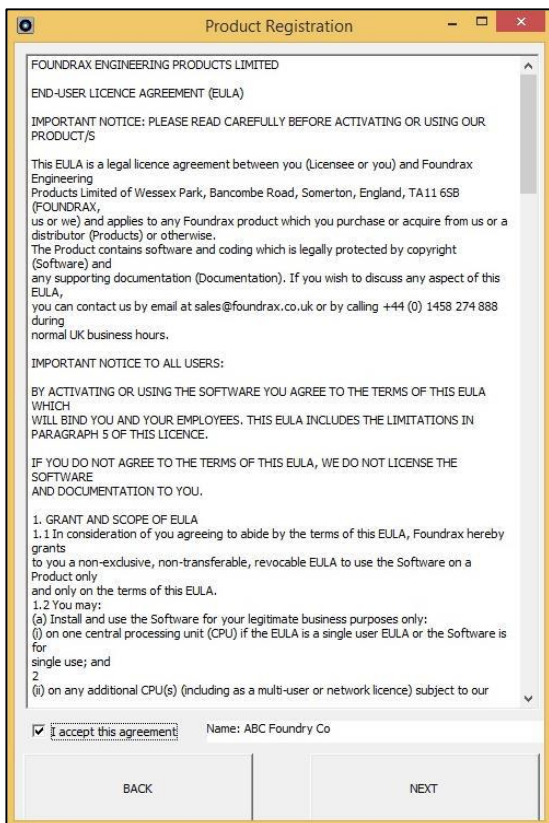 Product Registration
FOUNDRAX ENGINEERING PRODUCTS LIMITED
END-USER LICENCE AGREEMENT (EULA)
IMPORTANT NOTICE: PLEASE READ CAREFULLY BEFORE ACTIVATING OR USING OUR
PRODUCT/S
This EULA is a legal licence agreement between you (Licensee or you) and Foundrax
Engineering
Products Limited of Wessex Park, Bancombe Road, Somerton, England, TA11 6SB
(FOUNDRAX,
us or we) and applies to any Foundrax product which you purchase or acquire from us or a
distributor (Products) or otherwise.
The Product contains software and coding which is legally protected by copyright
(Software) and
any supporting documentation (Documentation). If you wish to discuss any aspect of this
EULA,
you can contact us by email at sales@foundrax.co.uk or by calling +44 (0) 1458 274 888
during
normal UK business hours.
IMPORTANT NOTICE TO ALL USERS:
BY ACTIVATING OR USING THE SOFTWARE YOU AGREE TO THE TERMS OF THIS EULA
WHICH
WILL BIND YOU AND YOUR EMPLOYEES. THIS EULA INCLUDES THE LIMITATIONS IN
PARAGRAPH 5 OF THIS LICENCE.
IF YOU DO NOT AGREE TO THE TERMS OF THIS EULA, WE DO NOT LICENSE THE
SOFTWARE
AND DOCUMENTATION TO YOU.
1. GRANT AND SCOPE OF EULA
1.1 In consideration of you agreeing to abide by the terms of this EULA, Foundrax hereby
grants
to you a non-exclusive, non-transferable, revocable EULA to use the Software on a
Product only
and only on the terms of this EULA.
1.2 You may:
(a) Install and use the Software for your legitimate business purposes only:
(i) on one central processing unit (CPU) if the EULA is a single user EULA or the Software is
for
single use; and
2
(ii) on any additional CPU(s) (including as a multi-user or network licence) subject to our
I accept this agreement
Name: ABC Foundry Co
BACK
NEXT